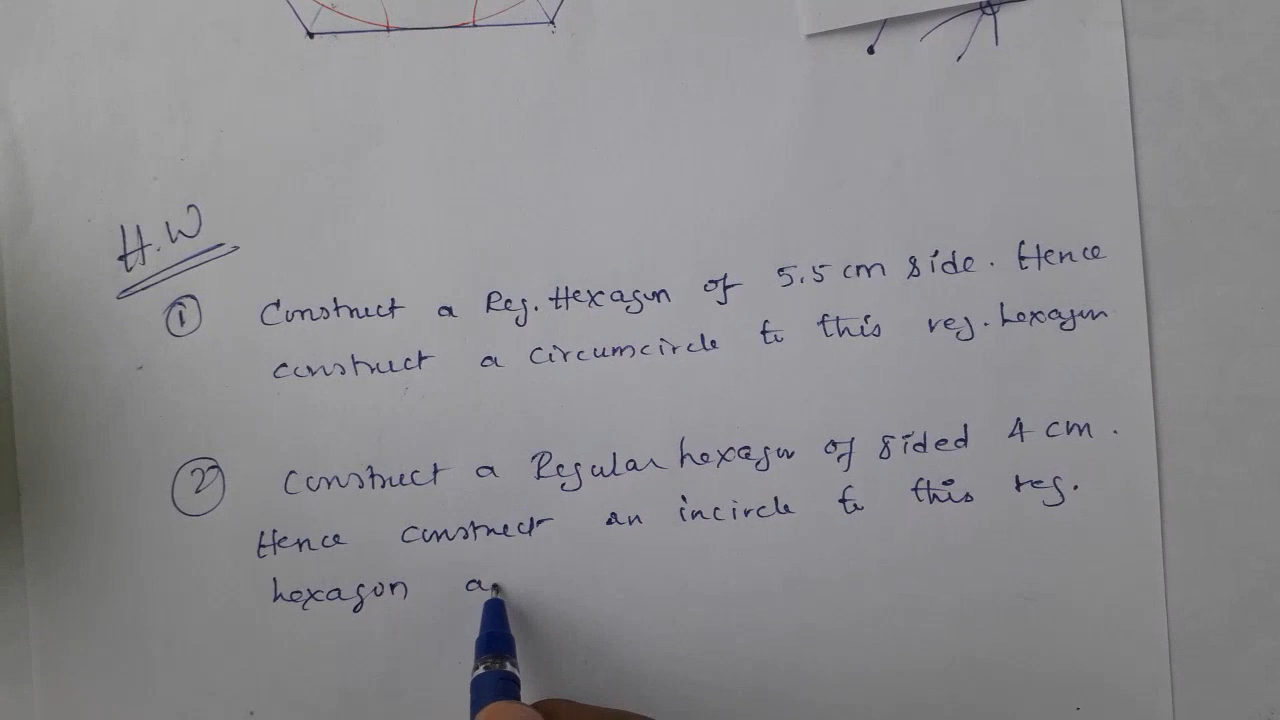 H.W
① Construct a Reg. Hexagon of 5.5 cm side. Hence
construct a circumcircle to this reg. hexagon
② Construct a Regular hexagon of sided 4 cm.
Hence construct an incircle to this reg.
hexagon a